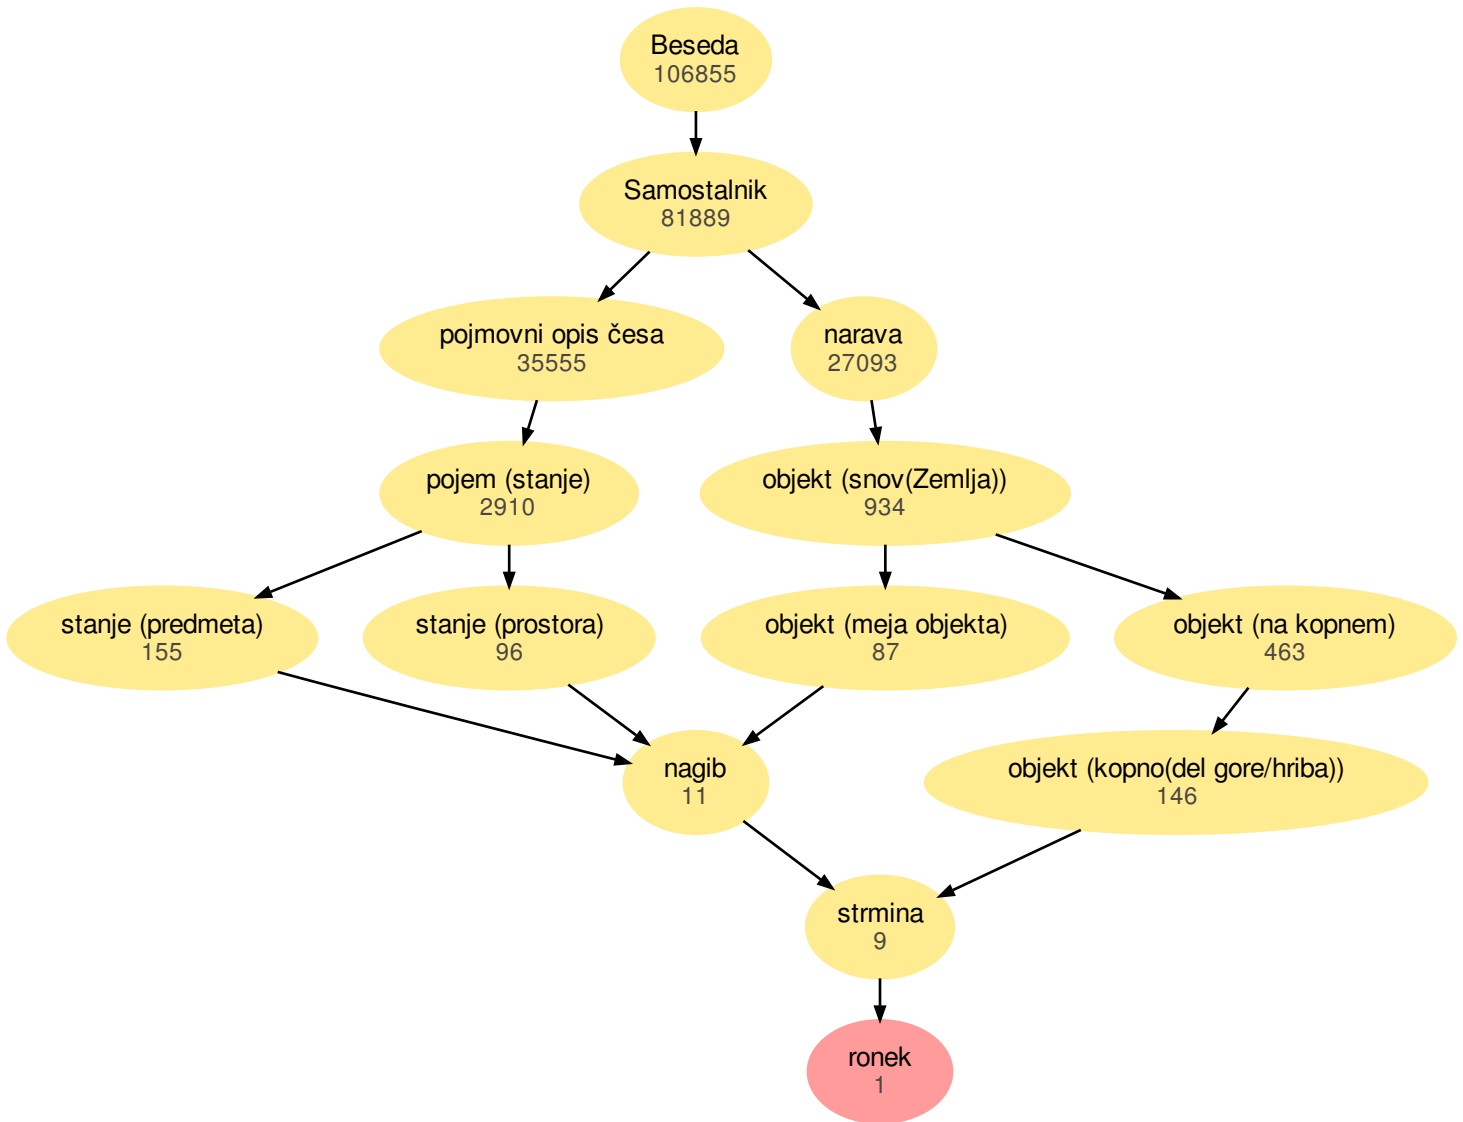 Beseda
106855
Samostalnik
81889
pojmovni opis česa
35555
narava
27093
pojem (stanje)
2910
objekt (snov(Zemlja))
934
stanje (predmeta)
155
stanje (prostora)
96
objekt (meja objekta)
87
objekt (na kopnem)
463
nagib
11
objekt (kopno(del gore/hriba))
146
strmina
9
ronek
1